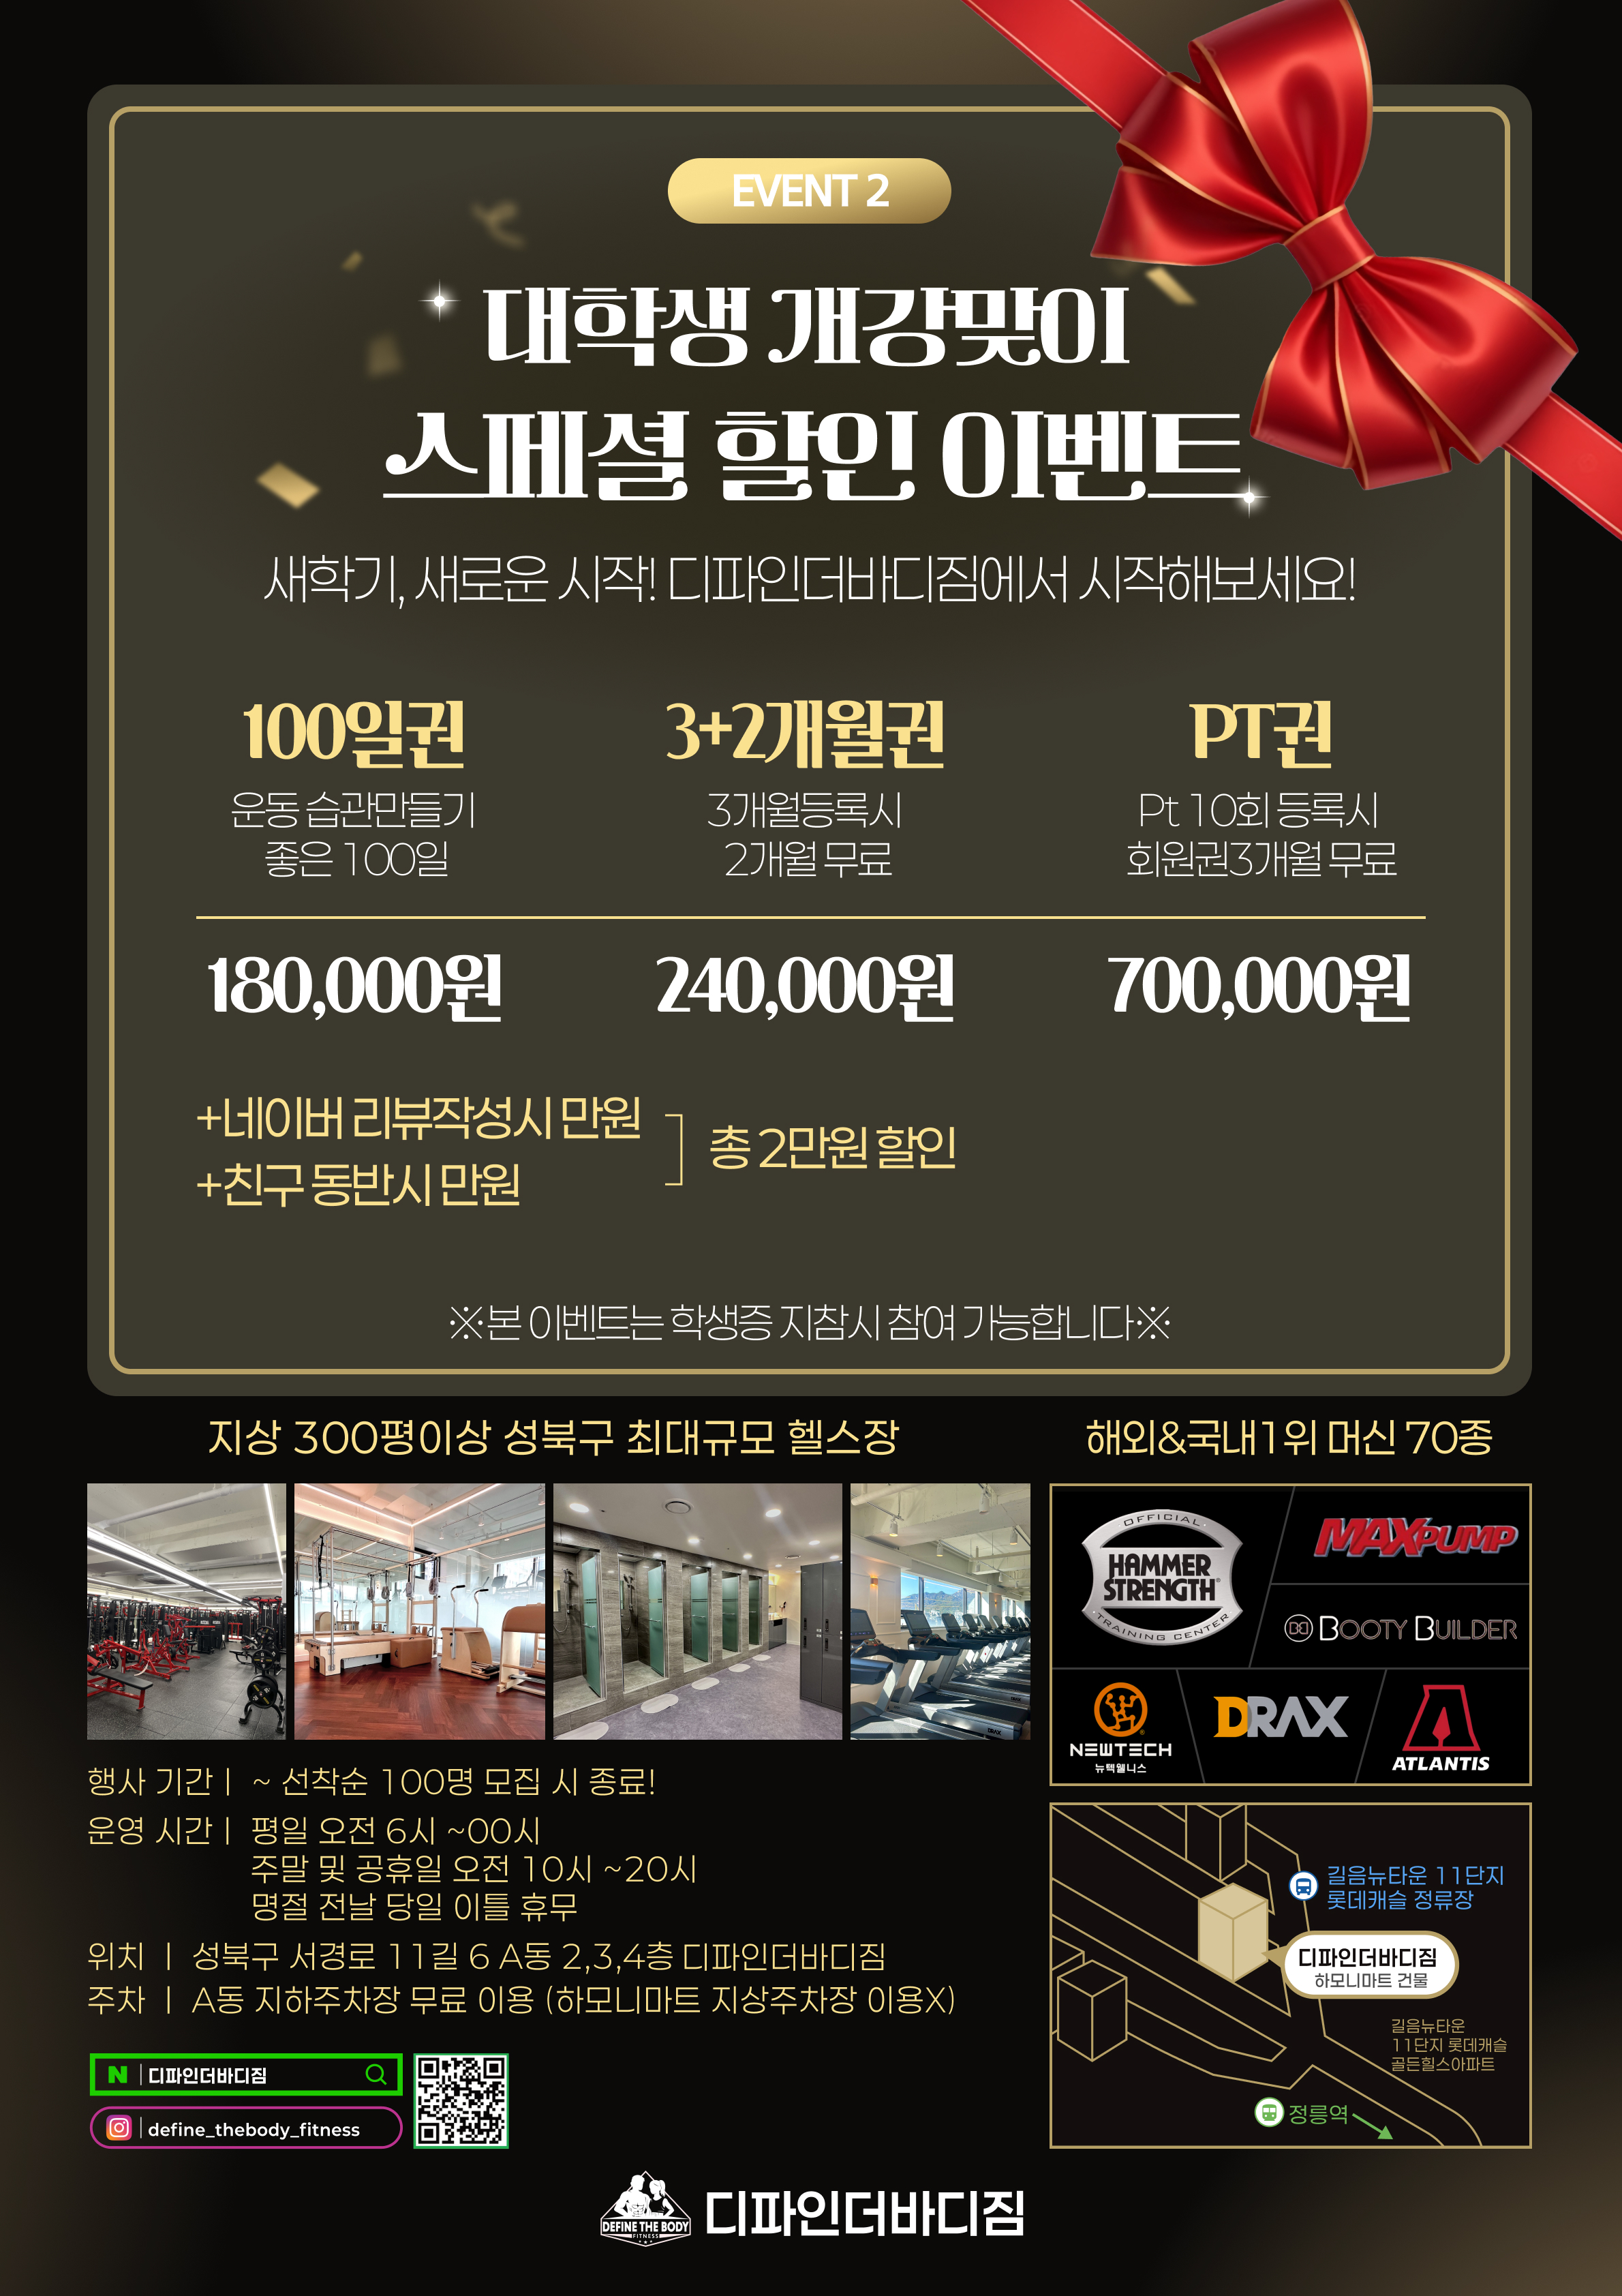 EVENT 2
대학생 개강맞이
스페셜 할인 이벤트
새학기, 새로운 시작! 디파인더바디짐에서 시작해보세요!
100일권
운동 습관만들기
좋은 100일
180,000원
3+2개월권
3개월등록시
2개월 무료
240,000원
PT권
Pt 10회 등록시
회원권3개월 무료
700,000원
+네이버 리뷰작성시 만원
+친구 동반시 만원
총 2만원 할인
※본 이벤트는 학생증 지참시 참여 가능합니다※
지상 300평이상 성북구 최대규모 헬스장
해외&국내1위 머신 70종
OFFICIAL
HAMMER
STRENGTH
TRAINING CENTER
MAXPUMP
BOOTY BUILDER
NEWTECH
뉴텍웰니스
DRAX
ATLANTIS
DRAX
행사 기간ㅣ ~ 선착순 100명 모집 시 종료!
운영 시간ㅣ 평일 오전 6시 ~00시
주말 및 공휴일 오전 10시 ~20시
명절 전날 당일 이틀 휴무
위치 ㅣ 성북구 서경로 11길 6 A동 2,3,4층 디파인더바디짐
주차 ㅣ A동 지하주차장 무료 이용 (하모니마트 지상주차장 이용X)
길음뉴타운 11단지
롯데캐슬 정류장
디파인더바디짐
하모니마트 건물
길음뉴타운
11단지 롯데캐슬
골든힐스아파트
정릉역
N | 디파인더바디짐
define_thebody_fitness
DEFINE THE BODY
FITNESS
디파인더바디짐